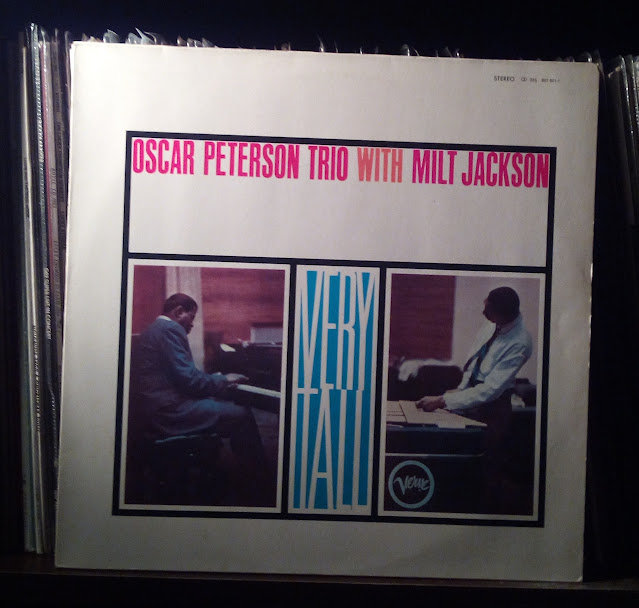 STEREO
OSCAR PETERSON TRIO WITH MILT JACKSON
VERY
TALL
Verve